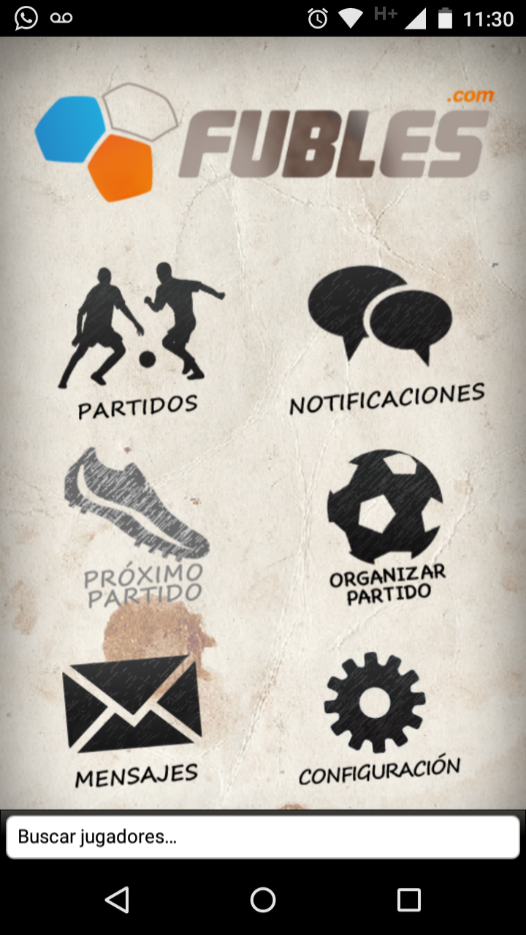 H+ 11:30
.com
FUBLES
PARTIDOS
NOTIFICACIONES
PRÓXIMO
PARTIDO
ORGANIZAR
PARTIDO
MENSAJES
CONFIGURACIÓN
Buscar jugadores...